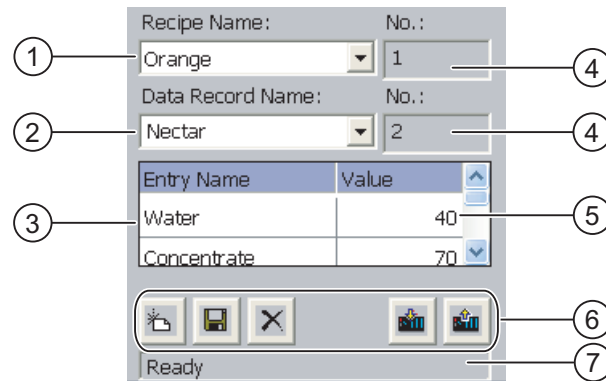 Recipe Name: No.:
1 Orange 1 4
Data Record Name: No.:
2 Nectar 2 4
Entry Name Value
3 Water 40 5
Concentrate 70
6
Ready 7